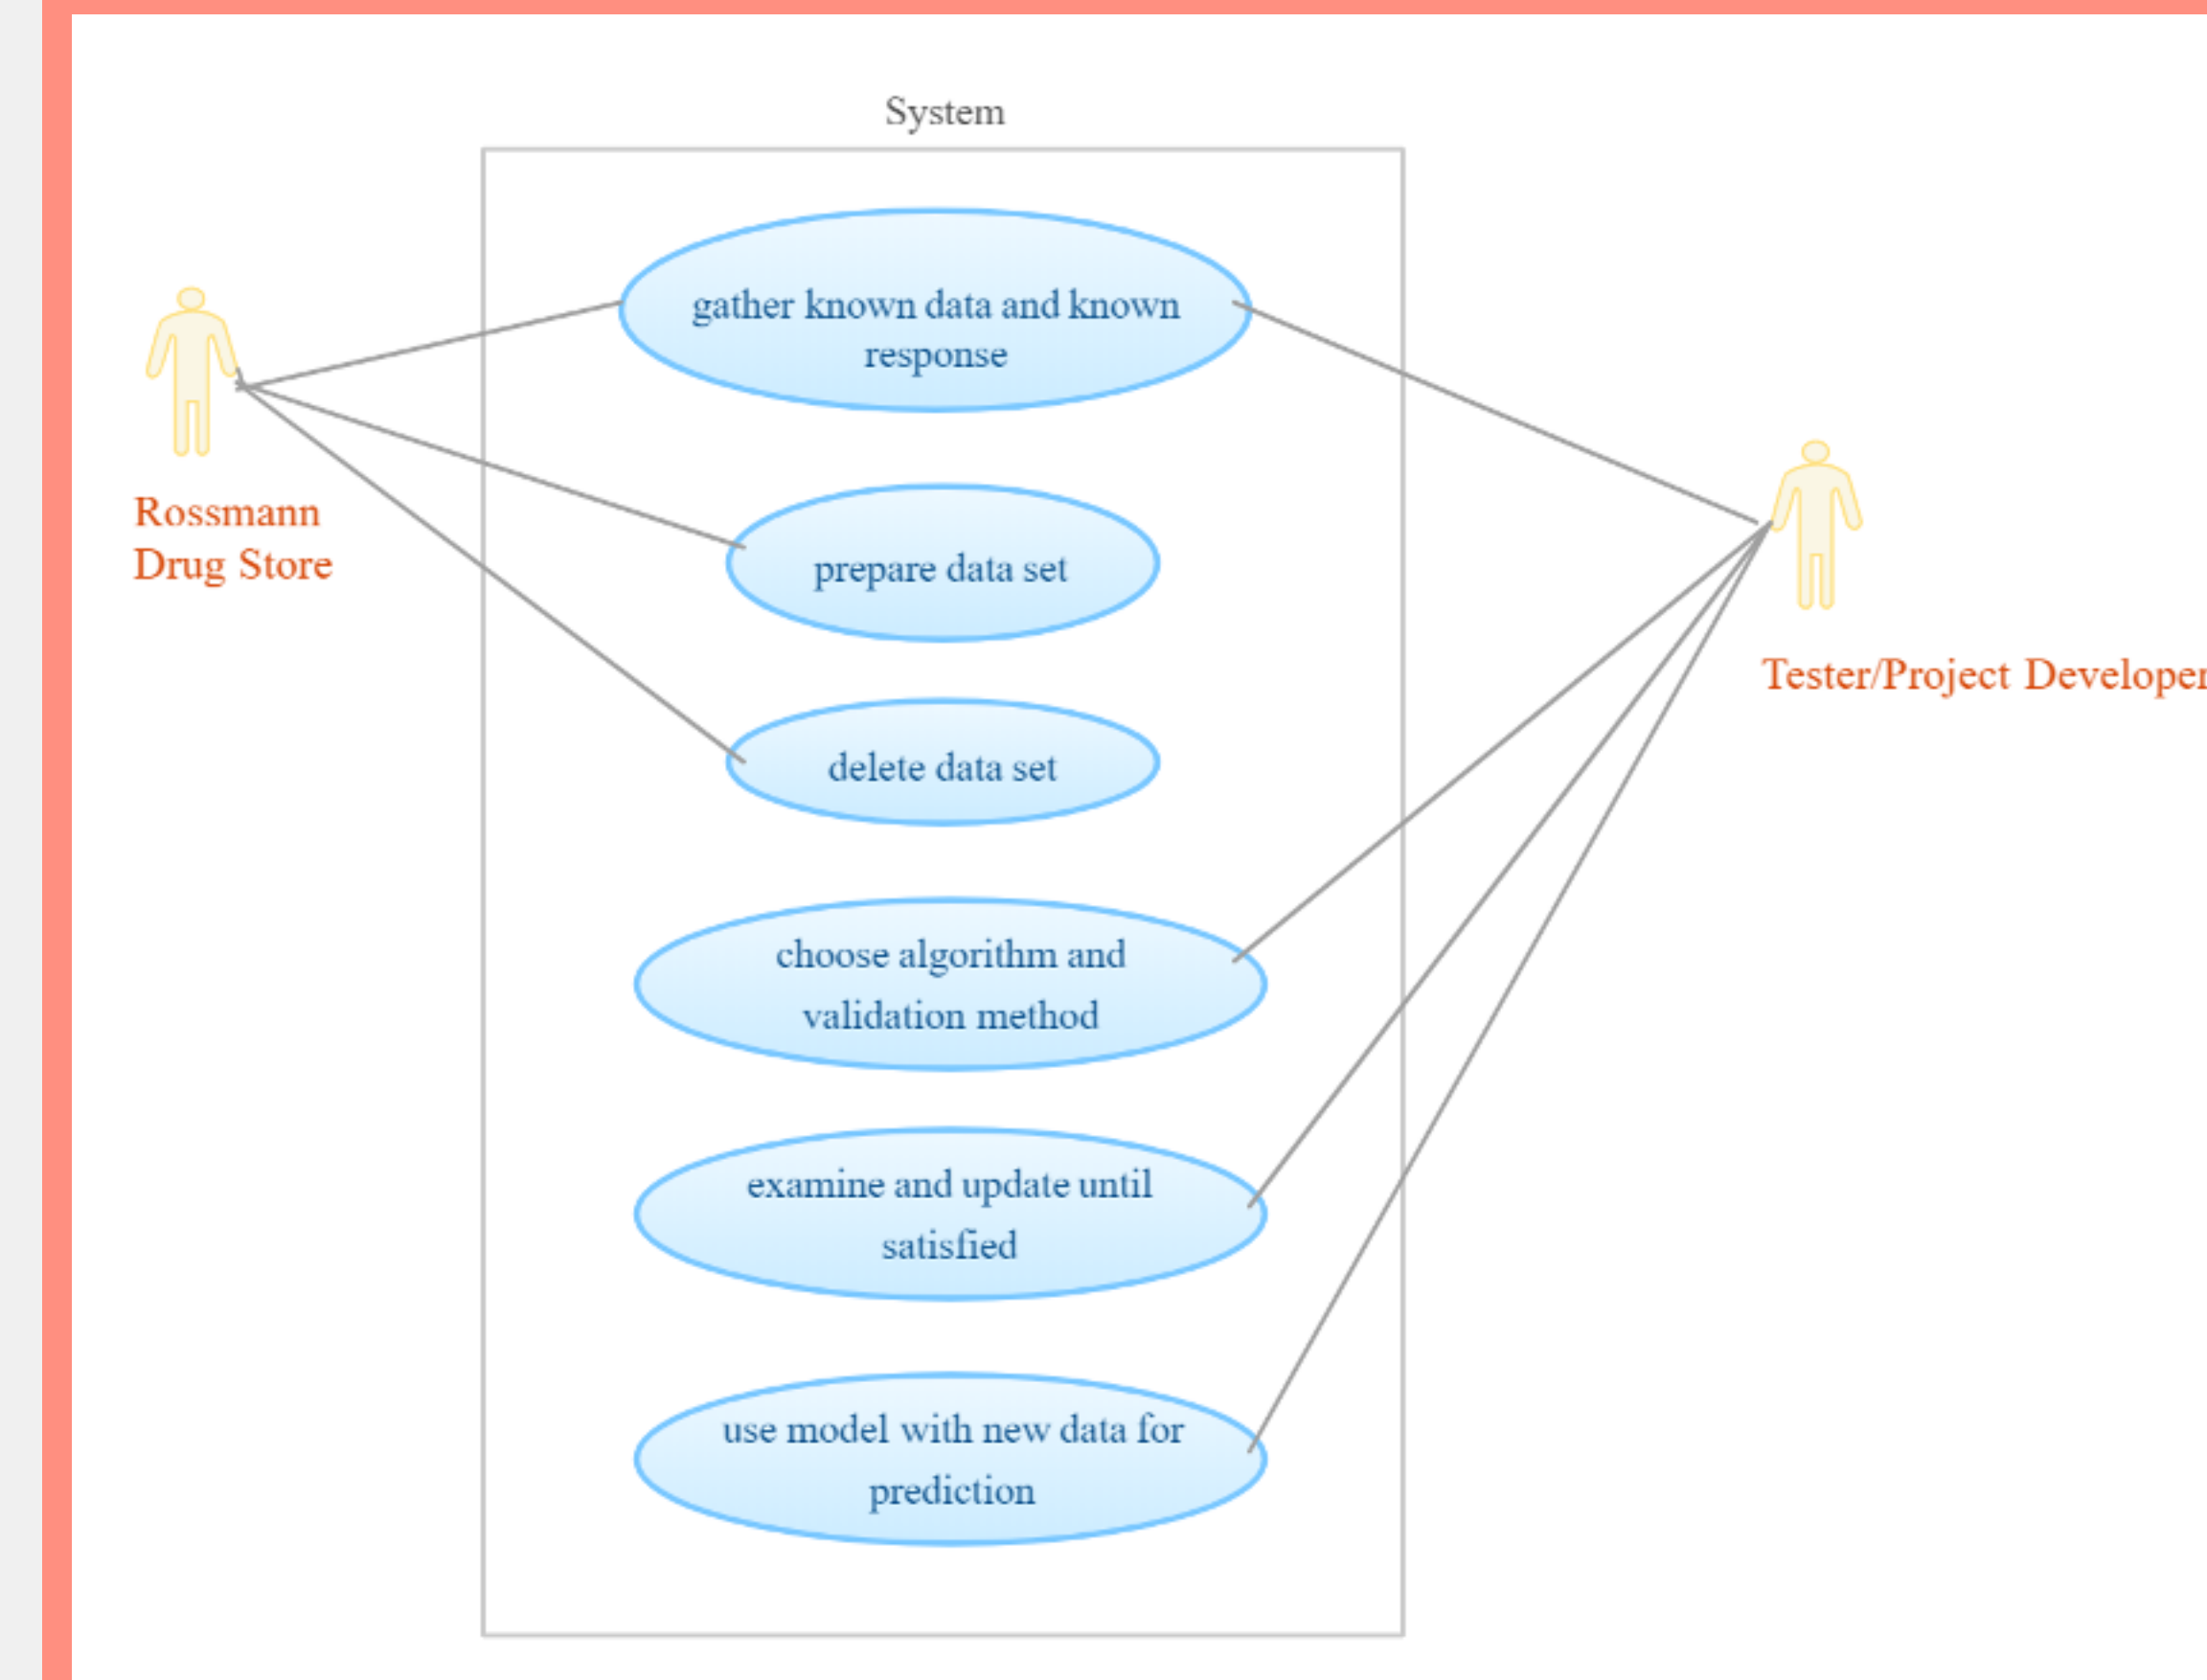 System
gather known data and known
response
Rossmann
Drug Store
prepare data set
Tester/Project Developer
delete data set
choose algorithm and
validation method
examine and update until
satisfied
use model with new data for
prediction